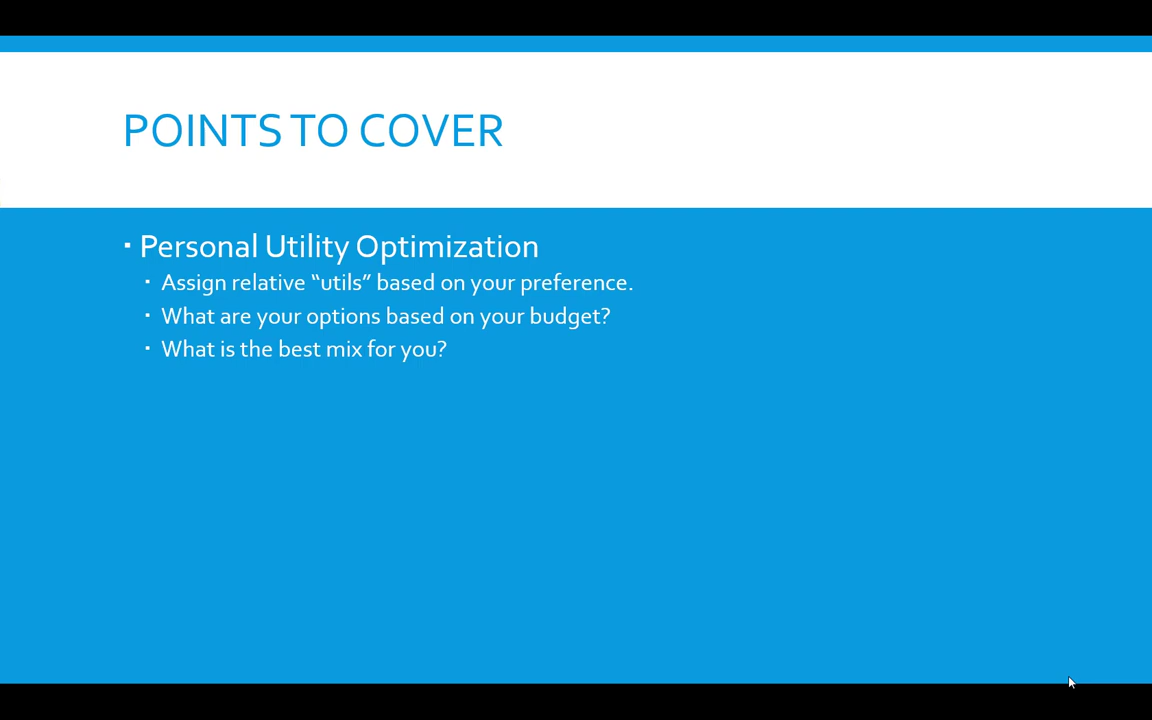 POINTS TO COVER
▪ Personal Utility Optimization
▪ Assign relative “utils” based on your preference.
▪ What are your options based on your budget?
▪ What is the best mix for you?